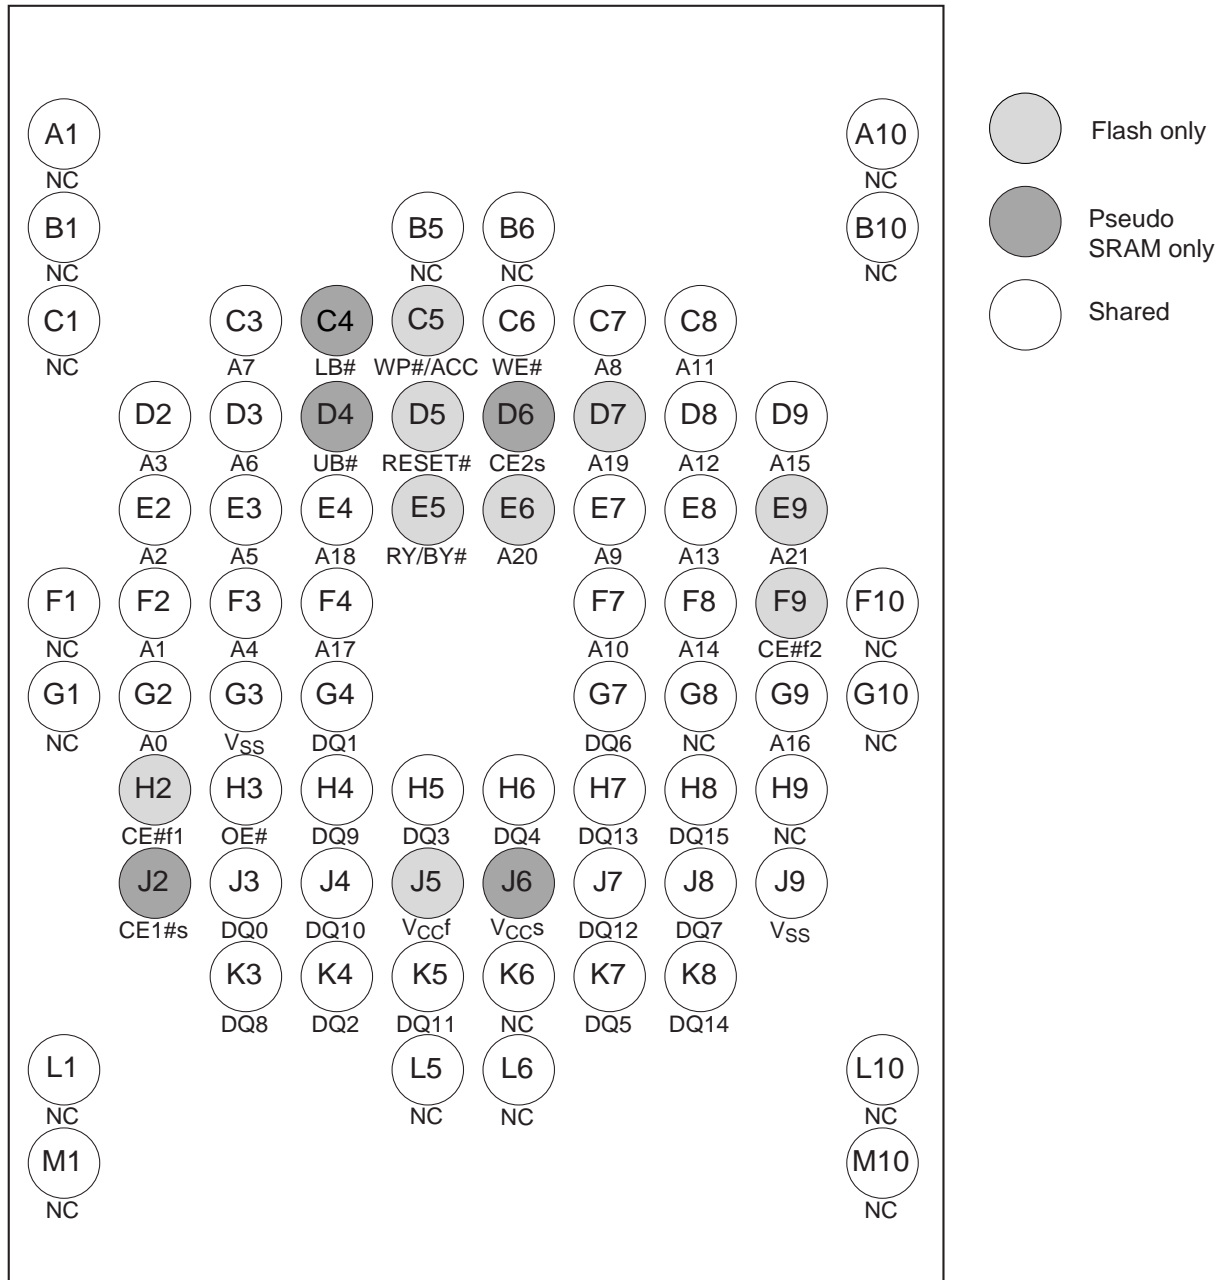 A1 A10
NC NC
B1 B5 B6 B10
NC NC NC NC
C1 C3 C4 C5 C6 C7 C8
NC A7 LB# WP#/ACC WE# A8 A11
D2 D3 D4 D5 D6 D7 D8 D9
A3 A6 UB# RESET# CE2s A19 A12 A15
E2 E3 E4 E5 E6 E7 E8 E9
A2 A5 A18 RY/BY# A20 A9 A13 A21
F1 F2 F3 F4 F7 F8 F9 F10
NC A1 A4 A17 A10 A14 CE#f2 NC
G1 G2 G3 G4 G7 G8 G9 G10
NC A0 VSS DQ1 DQ6 NC A16 NC
H2 H3 H4 H5 H6 H7 H8 H9
CE#f1 OE# DQ9 DQ3 DQ4 DQ13 DQ15 NC
J2 J3 J4 J5 J6 J7 J8 J9
CE1#s DQ0 DQ10 VCCf VCCs DQ12 DQ7 VSS
K3 K4 K5 K6 K7 K8
DQ8 DQ2 DQ11 NC DQ5 DQ14
L1 L5 L6 L10
NC NC NC NC
M1 M10
NC NC
Flash only
Pseudo
SRAM only
Shared